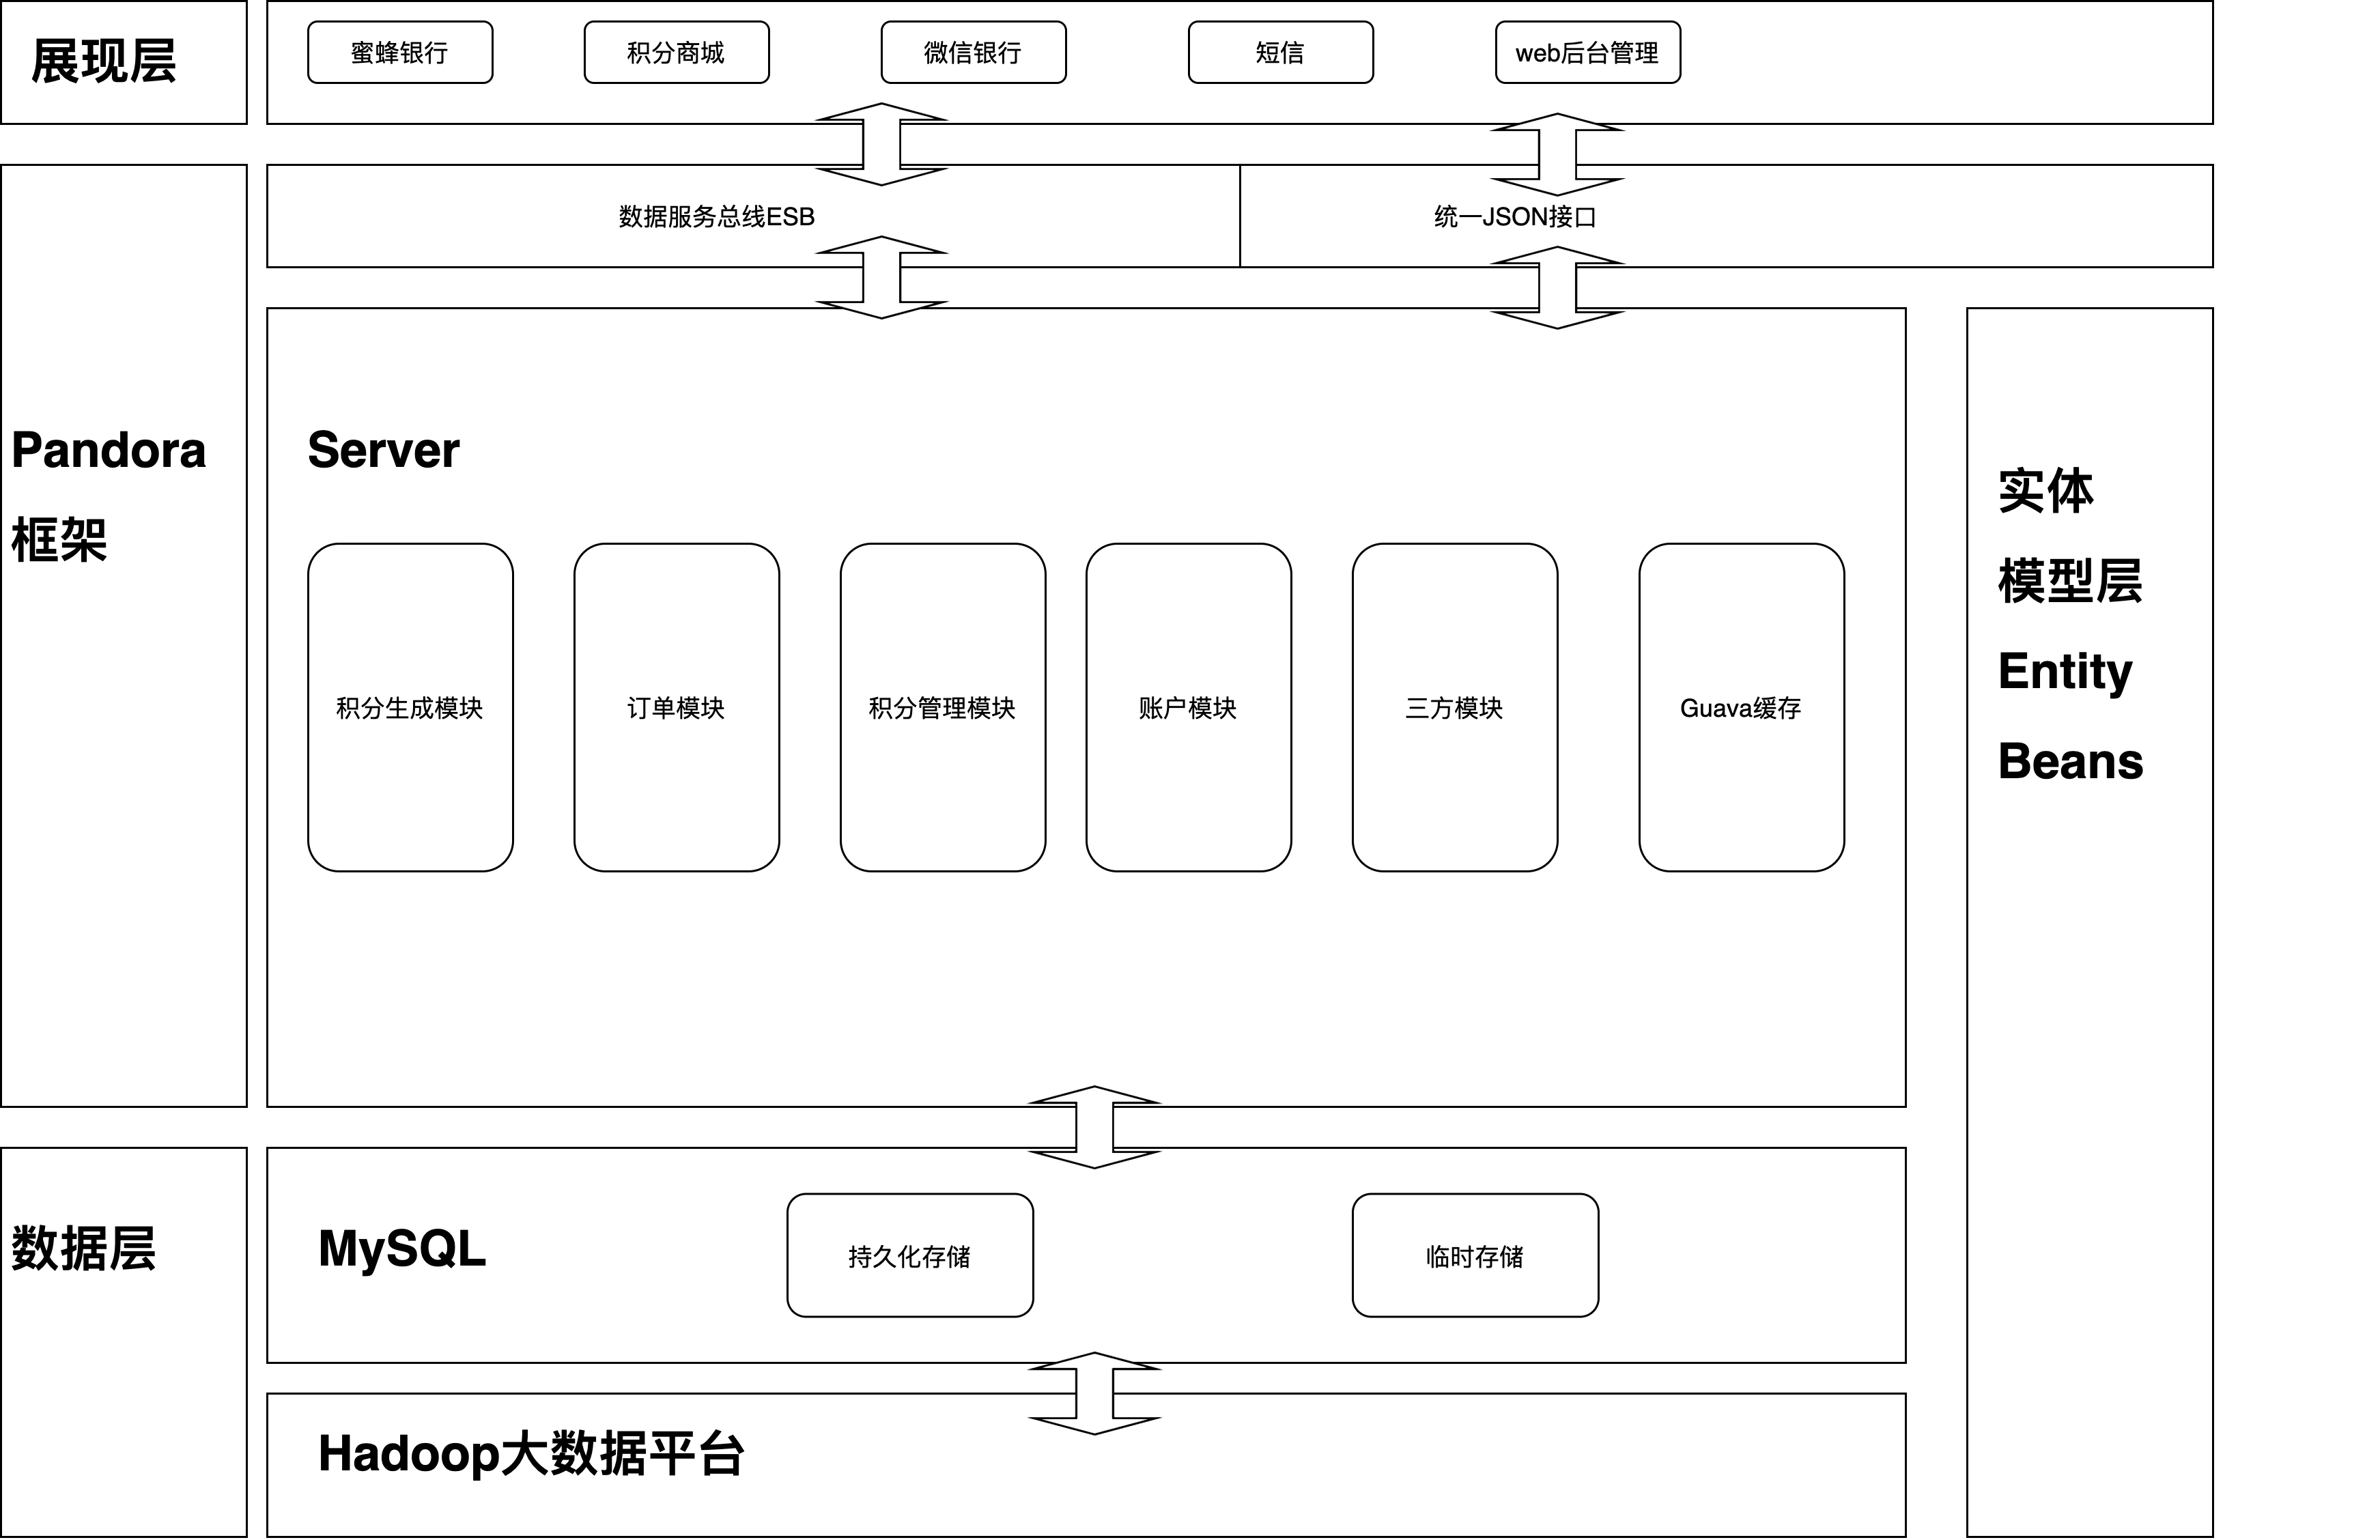 展现层
蜜蜂银行
积分商城
微信银行
短信
web后台管理
数据服务总线ESB
统一JSON接口
Pandora
框架
Server
积分生成模块
订单模块
积分管理模块
账户模块
三方模块
Guava缓存
实体
模型层
Entity
Beans
数据层
MySQL
持久化存储
临时存储
Hadoop大数据平台